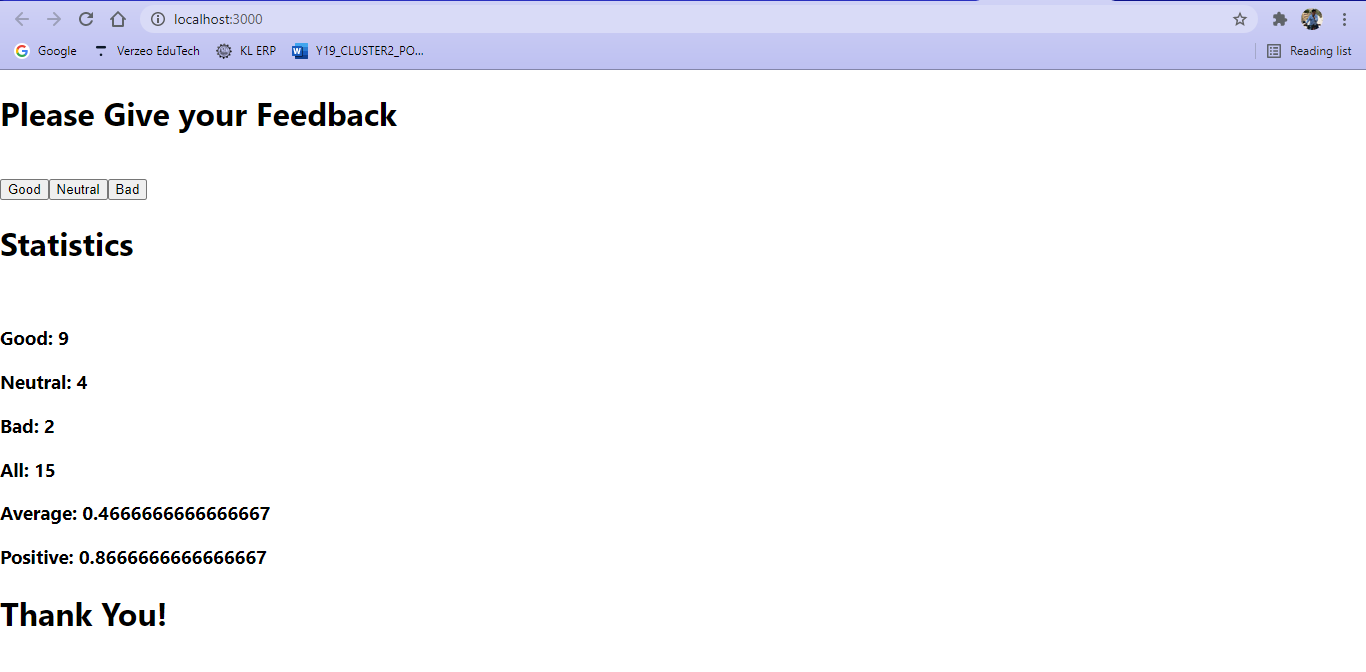 localhost:3000
Google Verzeo EduTech KL ERP Y19_CLUSTER2_PO... Reading list
Please Give your Feedback
Good Neutral Bad
Statistics
Good: 9
Neutral: 4
Bad: 2
All: 15
Average: 0.4666666666666667
Positive: 0.8666666666666667
Thank You!